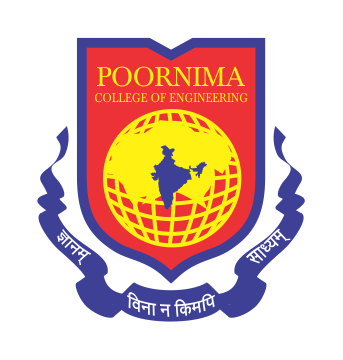 POORNIMA
COLLEGE OF ENGINEERING
ज्ञानम् विना न किमपि साध्यम्